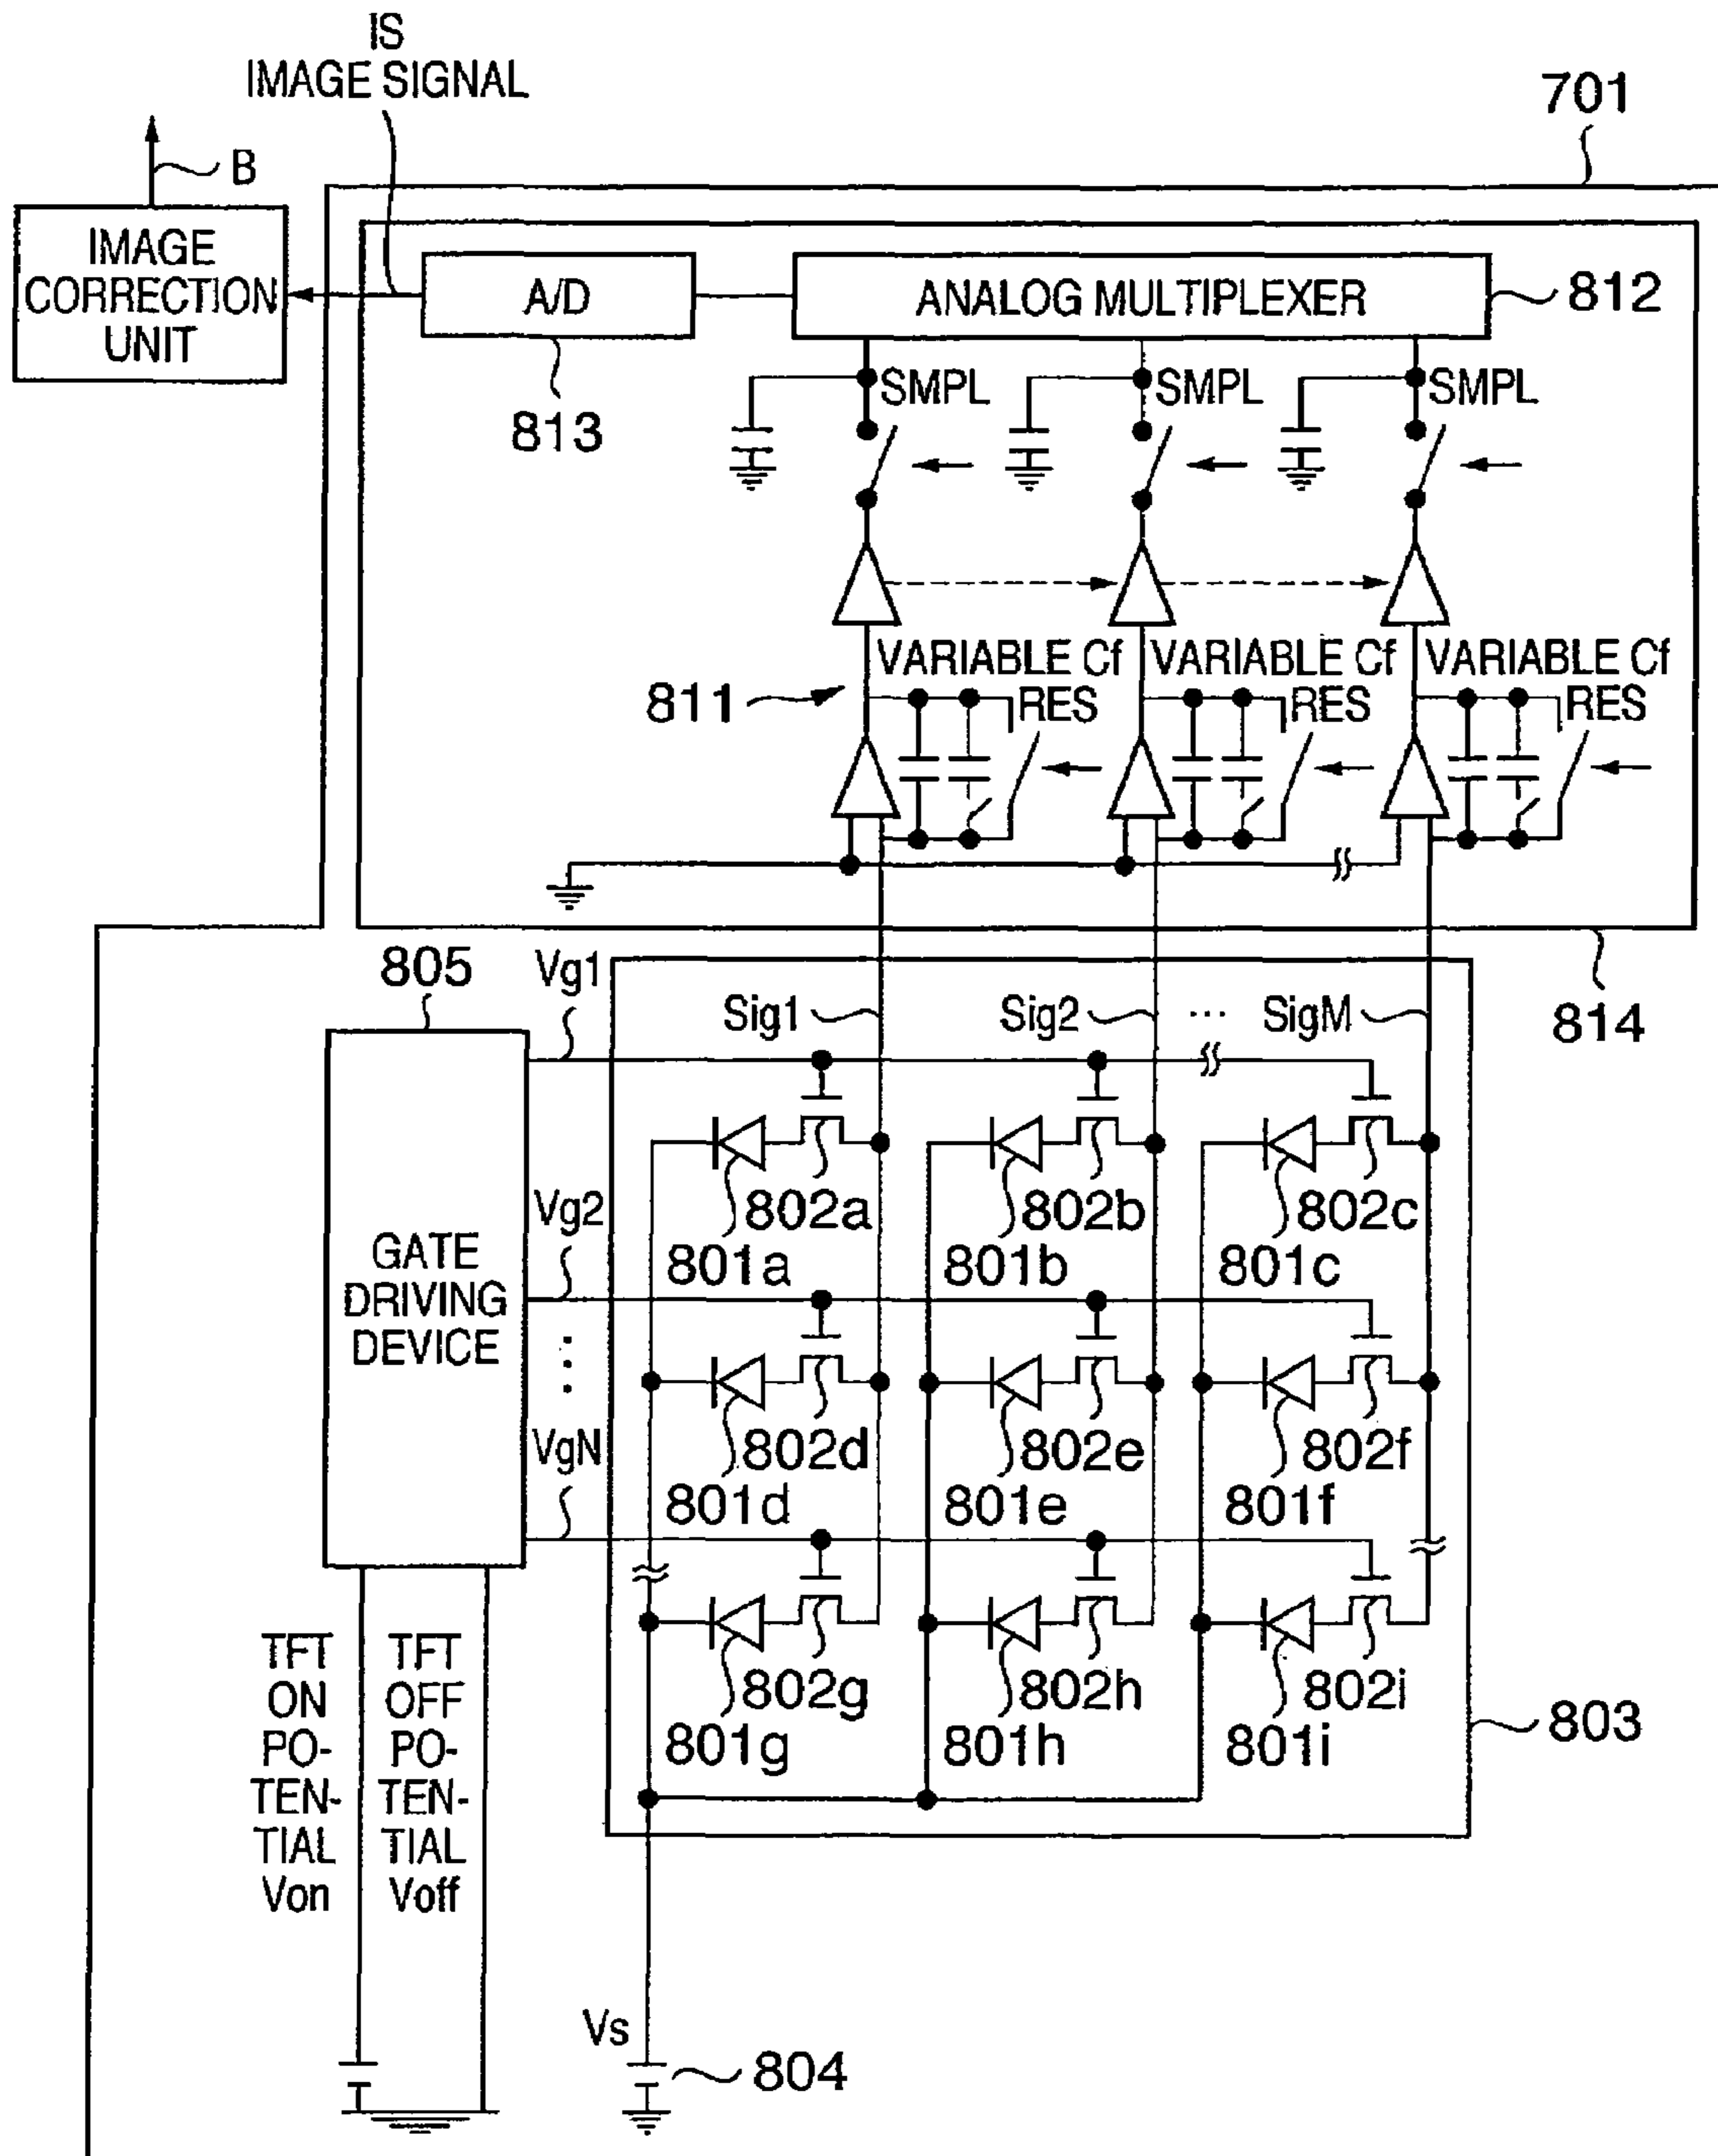 IS
IMAGE SIGNAL
701
B
IMAGE
CORRECTION
UNIT
A/D
ANALOG MULTIPLEXER
812
813
SMPL
SMPL
SMPL
VARIABLE Cf
VARIABLE Cf
VARIABLE Cf
811
RES
RES
RES
814
805
Vg1
Sig1
Sig2
...
SigM
GATE
DRIVING
DEVICE
Vg2
VgN
802a
802b
802c
801a
801b
801c
802d
802e
802f
801d
801e
801f
802g
802h
802i
801g
801h
801i
803
TFT
ON
PO-
TEN-
TIAL
Von
TFT
OFF
PO-
TEN-
TIAL
Voff
Vs
804